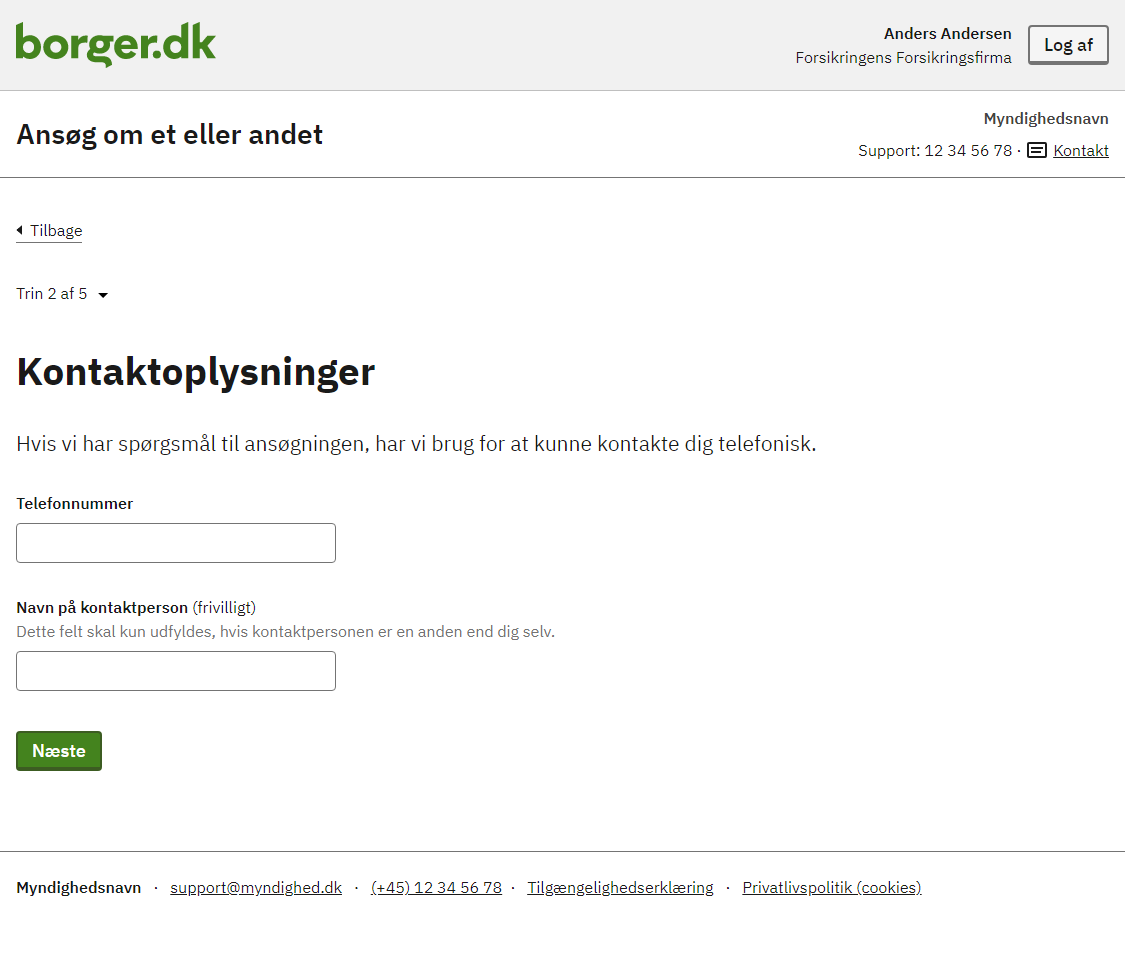 borger.dk
Anders Andersen
Forsikringens Forsikringsfirma
Log af
Ansøg om et eller andet
Myndighedsnavn
Support: 12 34 56 78 · Kontakt
Tilbage
Trin 2 af 5
Kontaktoplysninger
Hvis vi har spørgsmål til ansøgningen, har vi brug for at kunne kontakte dig telefonisk.
Telefonnummer
Navn på kontaktperson (frivilligt)
Dette felt skal kun udfyldes, hvis kontaktpersonen er en anden end dig selv.
Næste
Myndighedsnavn · support@myndighed.dk · (+45) 12 34 56 78 · Tilgængelighedserklæring · Privatlivspolitik (cookies)